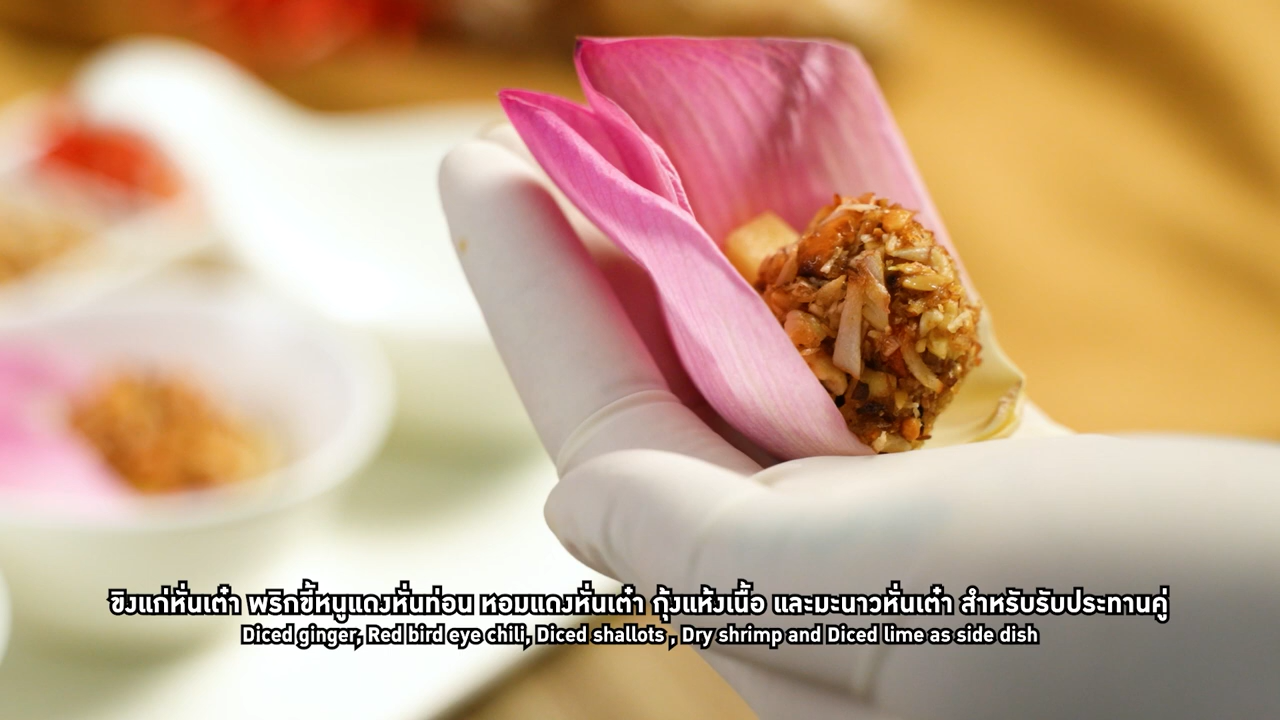 ขิงแก่หั่นเต๋า พริกขี้หนูแดงหั่นท่อน หอมแดงหั่นเต๋า กุ้งแห้งเนื้อ และมะนาวหั่นเต๋า สำหรับรับประทานคู่
Diced ginger, Red bird eye chili, Diced shallots , Dry shrimp and Diced lime as side dish